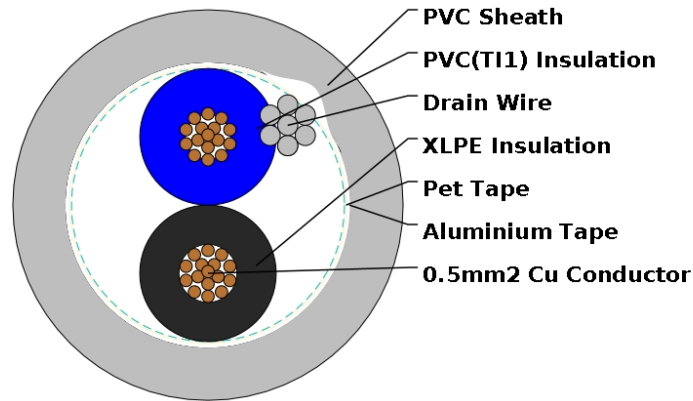 PVC Sheath
PVC(TI1) Insulation
Drain Wire
XLPE Insulation
Pet Tape
Aluminium Tape
0.5mm2 Cu Conductor